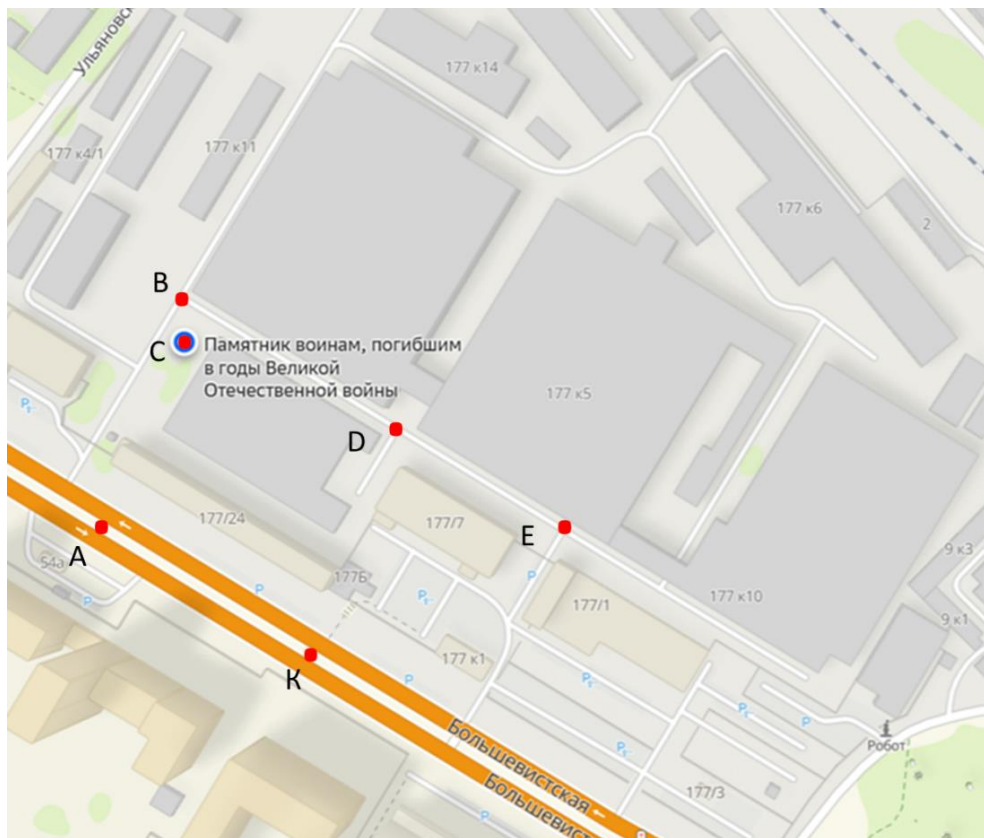 Ульяновск
177 к14
177 к4/1
177 к11
177 к6
2
B
C
Памятник воинам, погибшим
в годы Великой
Отечественной войны
177 к5
P
D
177/24
177/7
E
9 к3
A
54а
177Б
P
P
P
177/1
177 к10
9 к1
P
177 к1
К
P
P
P
P
Робот
Большевистская
P
177/3
Большевист